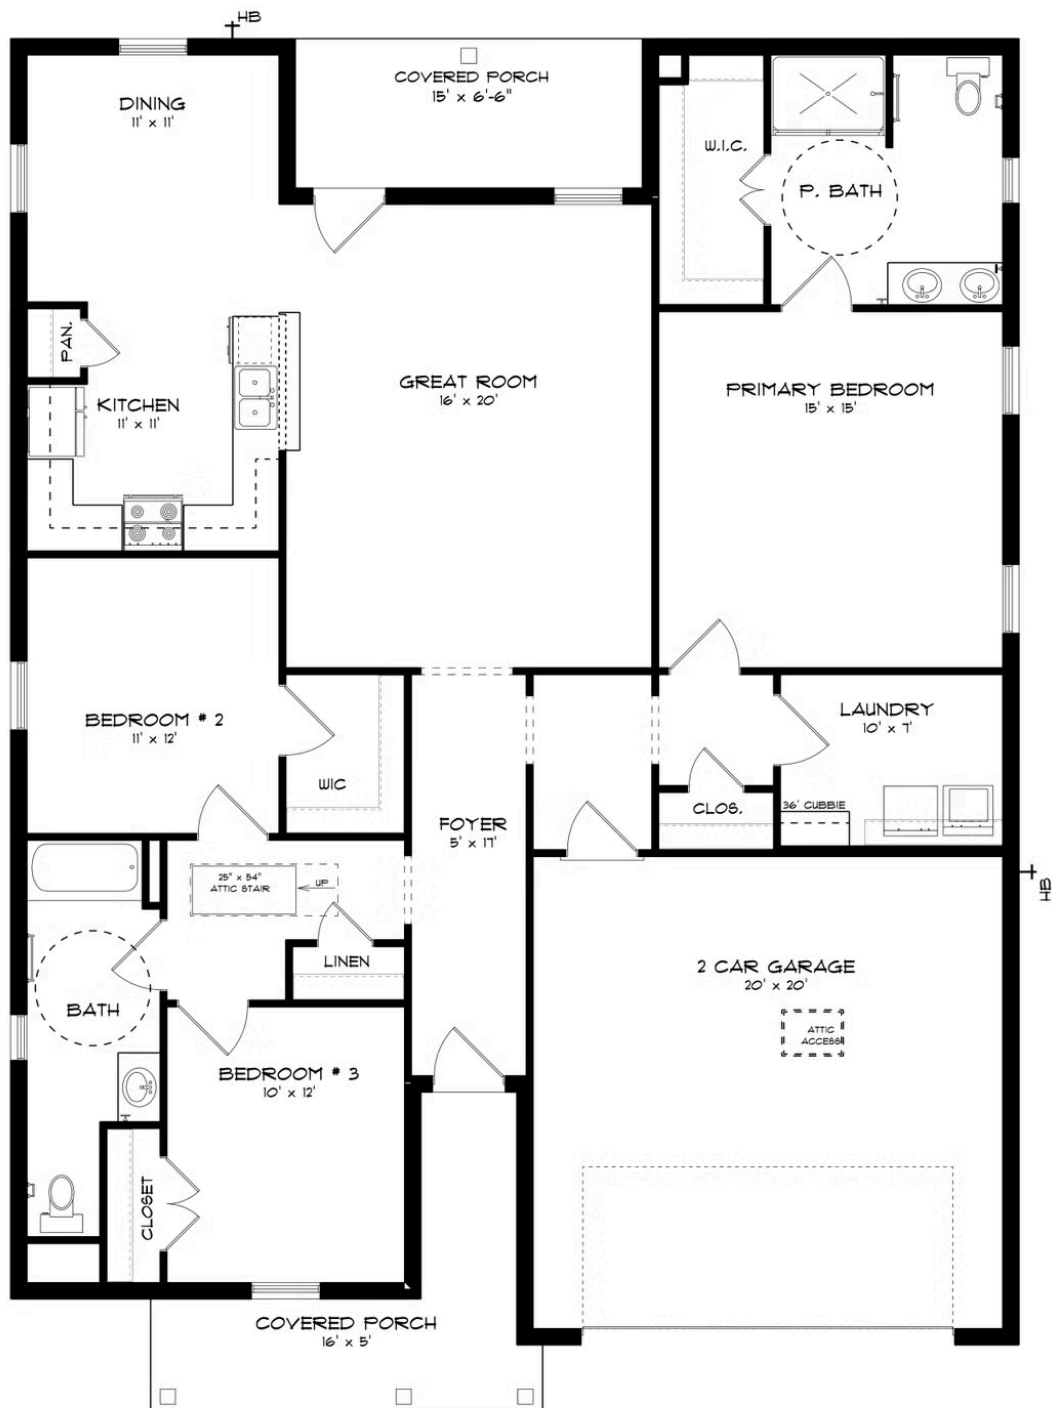 HB
COVERED PORCH
15' x 6'-6"
DINING
11' x 11'
W.I.C.
P. BATH
PAN.
KITCHEN
11' x 11'
GREAT ROOM
16' x 20'
PRIMARY BEDROOM
15' x 15'
BEDROOM # 2
11' x 12'
WIC
LAUNDRY
10' x 7'
36' CUBBIE
CLOS.
FOYER
5' x 17'
25" x 54"
ATTIC STAIR
UP
HB
LINEN
2 CAR GARAGE
20' x 20'
BATH
ATTIC
ACCESS
BEDROOM # 3
10' x 12'
CLOSET
COVERED PORCH
16' x 5'